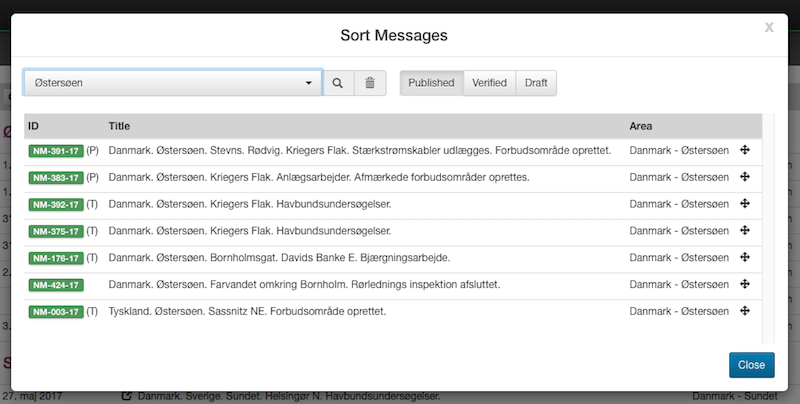 Sort Messages
X
Østersøen
Published Verified Draft
ID Title Area
NM-391-17 (P) Danmark. Østersøen. Stevns. Rødvig. Kriegers Flak. Stærkstrømskabler udlægges. Forbudsområde oprettet. Danmark - Østersøen
NM-383-17 (P) Danmark. Østersøen. Kriegers Flak. Anlægsarbejder. Afmærkede forbudsområder oprettes. Danmark - Østersøen
NM-392-17 (T) Danmark. Østersøen. Kriegers Flak. Havbundsundersøgelser. Danmark - Østersøen
NM-375-17 (T) Danmark. Østersøen. Kriegers Flak. Havbundsundersøgelser. Danmark - Østersøen
NM-176-17 (T) Danmark. Østersøen. Bornholmsgat. Davids Banke E. Bjærgningsarbejde. Danmark - Østersøen
NM-424-17 Danmark. Østersøen. Farvandet omkring Bornholm. Rørlednings inspektion afsluttet. Danmark - Østersøen
NM-003-17 (T) Tyskland. Østersøen. Sassnitz NE. Forbudsområde oprettet. Danmark - Østersøen
Close
27. maj 2017 Danmark. Sverige. Sundet. Helsingør N. Havbundsundersøgelser. Danmark - Sundet